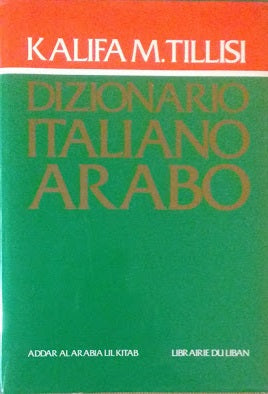 KALIFA M. TILLISI
DIZIONARIO
ITALIANO
ARABO
ADDAR AL ARABIA LIL KITAB LIBRAIRIE DU LIBAN